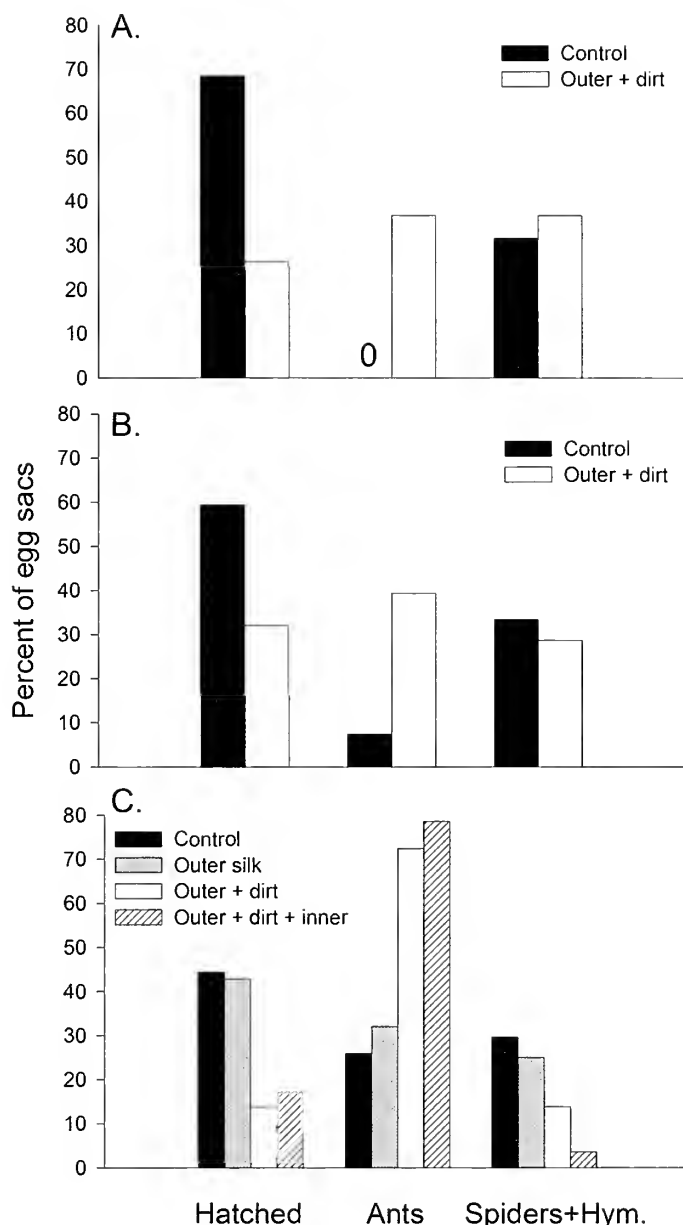 A.
80
70
60
50
40
30
20
10
0
0
Control
Outer + dirt
B.
80
70
60
50
40
30
20
10
0
Control
Outer + dirt
Percent of egg sacs
C.
80
70
60
50
40
30
20
10
0
Control
Outer silk
Outer + dirt
Outer + dirt + inner
Hatched Ants Spiders+Hym.